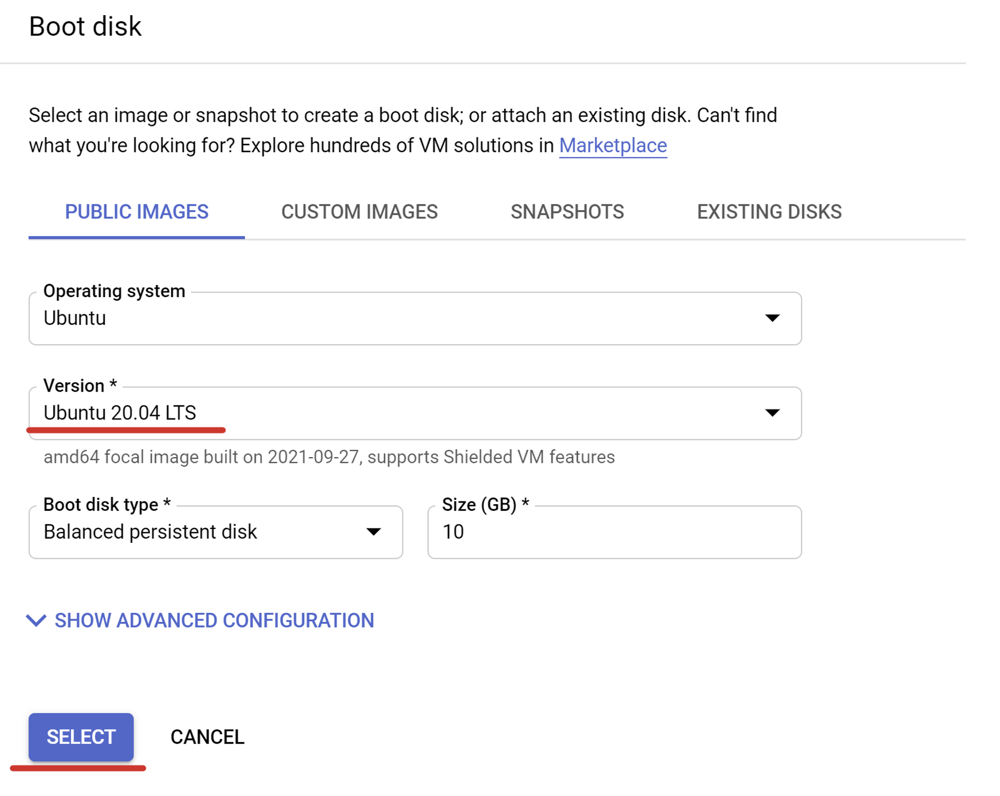 Boot disk
Select an image or snapshot to create a boot disk; or attach an existing disk. Can't find
what you're looking for? Explore hundreds of VM solutions in Marketplace
PUBLIC IMAGES CUSTOM IMAGES SNAPSHOTS EXISTING DISKS
Operating system
Ubuntu
Version *
Ubuntu 20.04 LTS
amd64 focal image built on 2021-09-27, supports Shielded VM features
Boot disk type *
Balanced persistent disk
Size (GB) *
10
SHOW ADVANCED CONFIGURATION
SELECT CANCEL